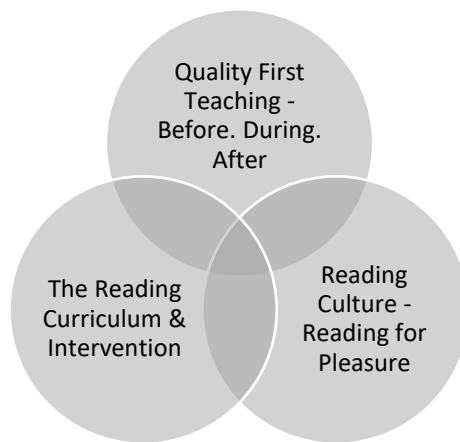 Quality First
Teaching -
Before. During.
After
The Reading
Curriculum &
Intervention
Reading
Culture -
Reading for
Pleasure